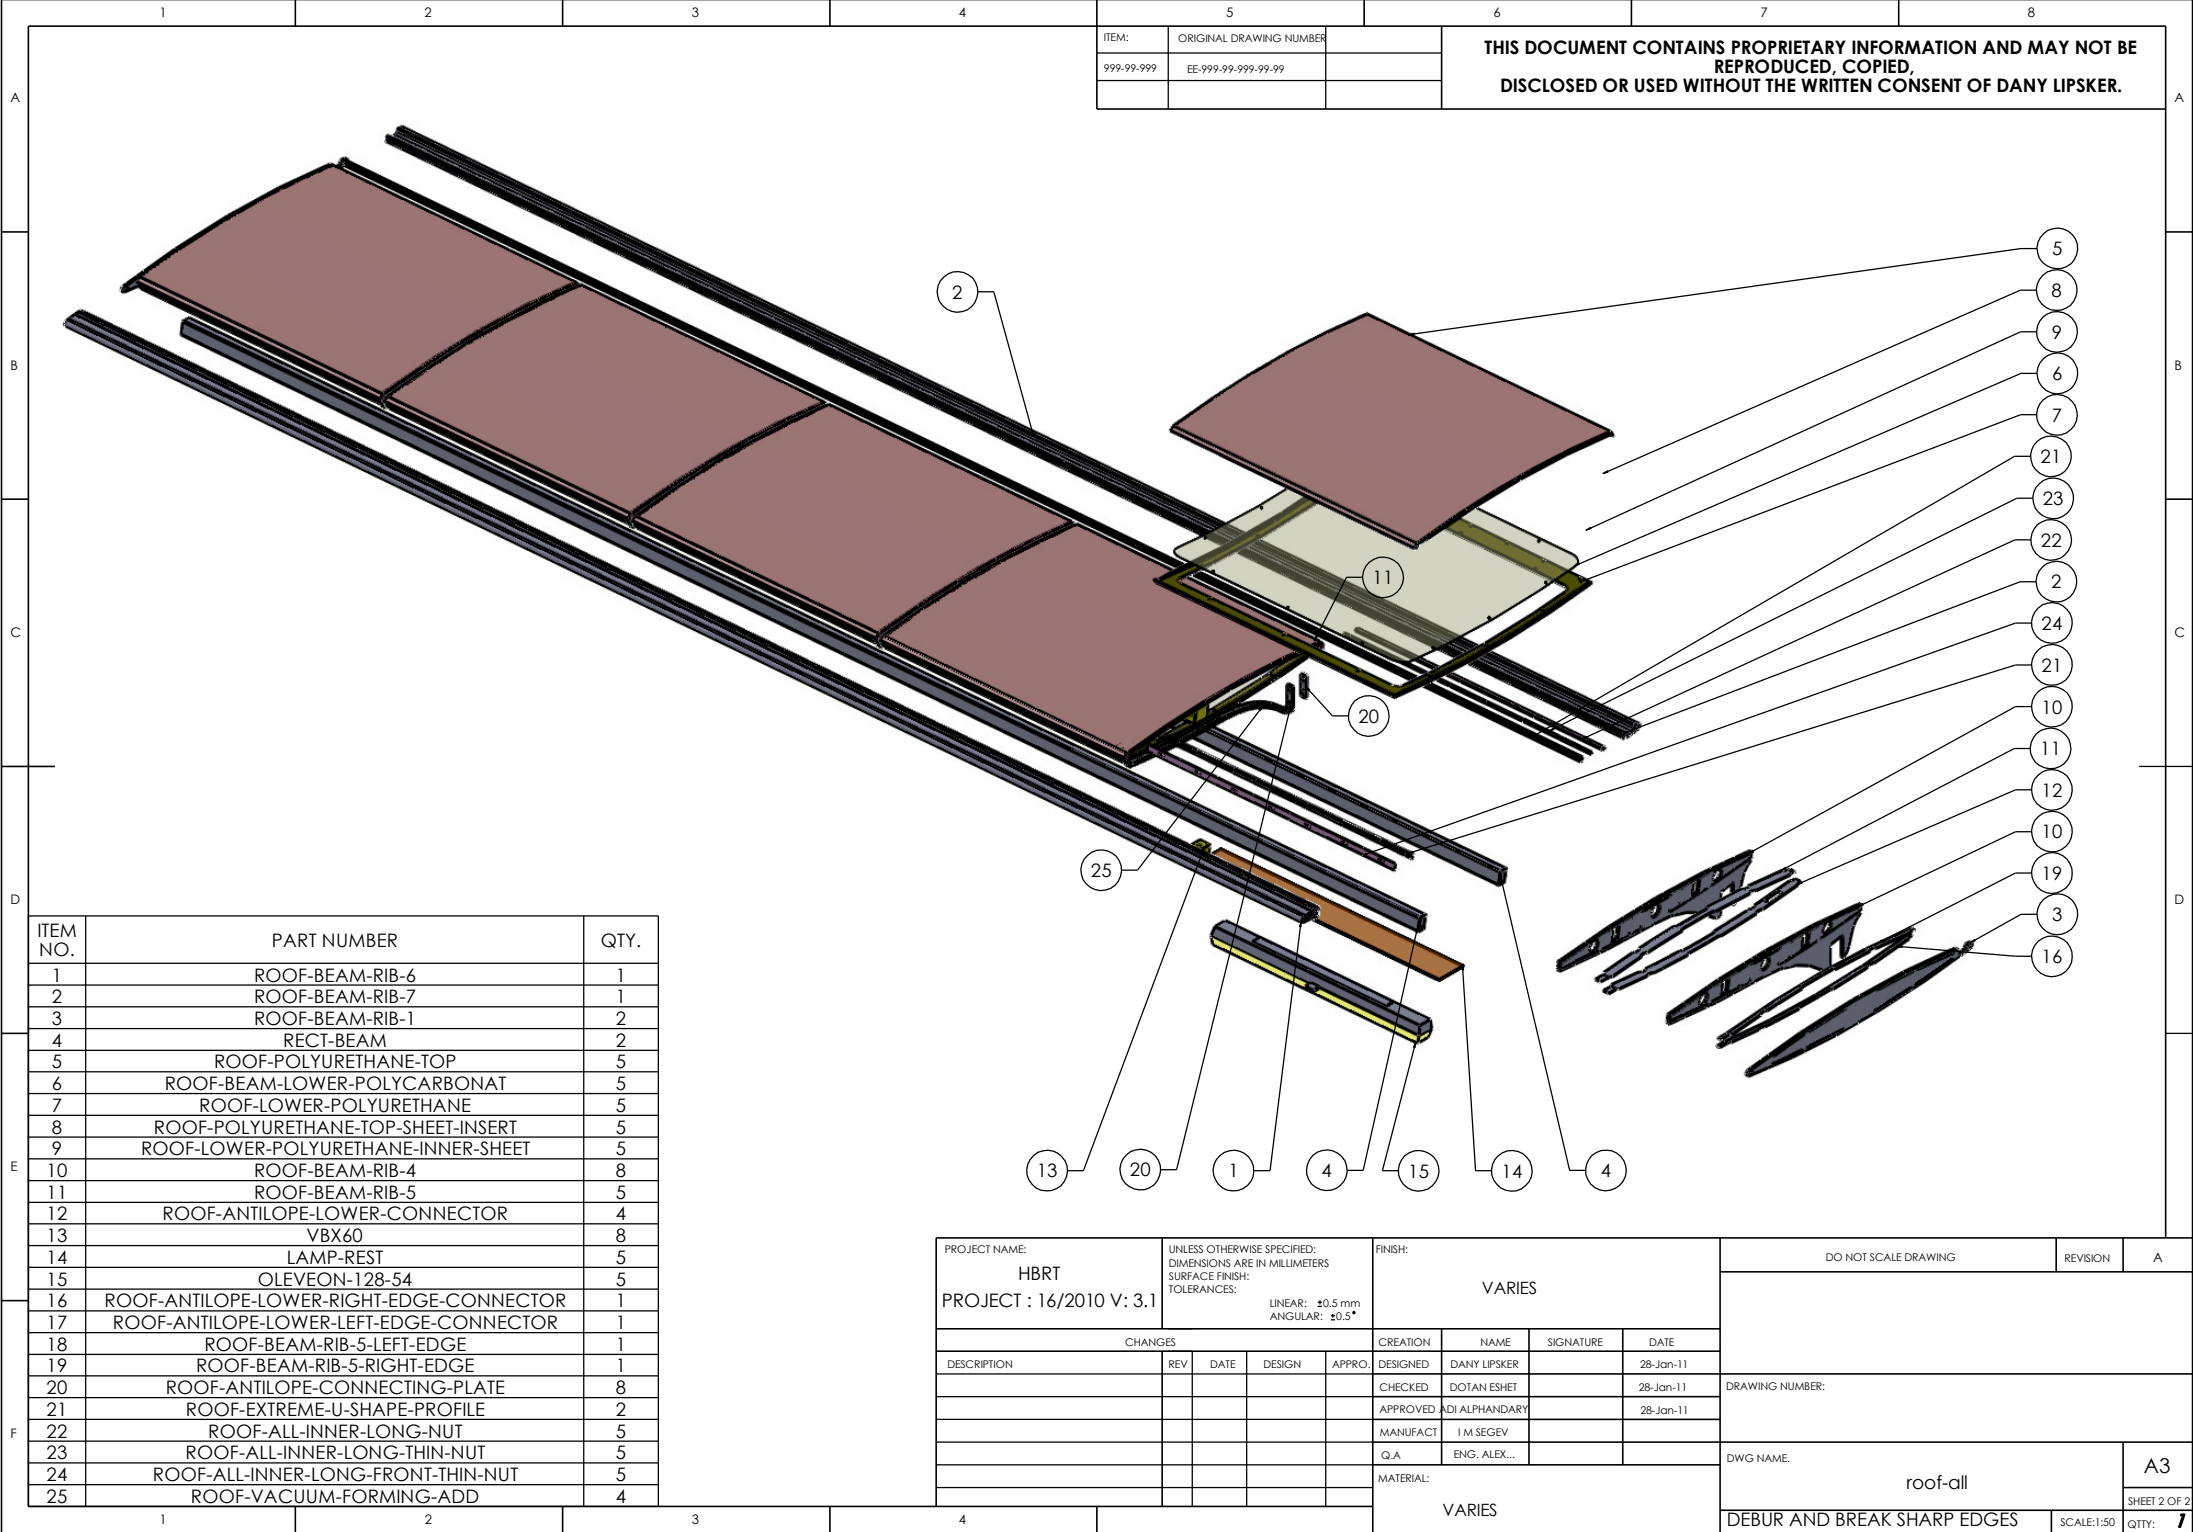 1 2 3 4 5 6 7 8
ITEM: ORIGINAL DRAWING NUMBER
999-99-999 EE-999-99-999-99-99
THIS DOCUMENT CONTAINS PROPRIETARY INFORMATION AND MAY NOT BE
REPRODUCED, COPIED,
DISCLOSED OR USED WITHOUT THE WRITTEN CONSENT OF DANY LIPSKER.
A A
B B
C C
D D
E
F
2
5
8
9
6
7
21
23
22
2
24
21
10
11
12
10
19
3
16
11
20
25
13 20 1 4 15 14 4
ITEM NO. PART NUMBER QTY.
1 ROOF-BEAM-RIB-6 1
2 ROOF-BEAM-RIB-7 1
3 ROOF-BEAM-RIB-1 2
4 RECT-BEAM 2
5 ROOF-POLYURETHANE-TOP 5
6 ROOF-BEAM-LOWER-POLYCARBONAT 5
7 ROOF-LOWER-POLYURETHANE 5
8 ROOF-POLYURETHANE-TOP-SHEET-INSERT 5
9 ROOF-LOWER-POLYURETHANE-INNER-SHEET 5
10 ROOF-BEAM-RIB-4 8
11 ROOF-BEAM-RIB-5 5
12 ROOF-ANTILOPE-LOWER-CONNECTOR 4
13 VBX60 8
14 LAMP-REST 5
15 OLEVEON-128-54 5
16 ROOF-ANTILOPE-LOWER-RIGHT-EDGE-CONNECTOR 1
17 ROOF-ANTILOPE-LOWER-LEFT-EDGE-CONNECTOR 1
18 ROOF-BEAM-RIB-5-LEFT-EDGE 1
19 ROOF-BEAM-RIB-5-RIGHT-EDGE 1
20 ROOF-ANTILOPE-CONNECTING-PLATE 8
21 ROOF-EXTREME-U-SHAPE-PROFILE 2
22 ROOF-ALL-INNER-LONG-NUT 5
23 ROOF-ALL-INNER-LONG-THIN-NUT 5
24 ROOF-ALL-INNER-LONG-FRONT-THIN-NUT 5
25 ROOF-VACUUM-FORMING-ADD 4
PROJECT NAME:
HBRT
PROJECT : 16/2010 V: 3.1
UNLESS OTHERWISE SPECIFIED:
DIMENSIONS ARE IN MILLIMETERS
SURFACE FINISH:
TOLERANCES:
LINEAR: ±0.5 mm
ANGULAR: ±0.5°
FINISH:
VARIES
DO NOT SCALE DRAWING REVISION A
CHANGES
DESCRIPTION REV DATE DESIGN APPRO.
CREATION NAME SIGNATURE DATE
DESIGNED DANY LIPSKER 28-Jan-11
CHECKED DOTAN ESHET 28-Jan-11
APPROVED ADI ALPHANDARY 28-Jan-11
MANUFACT I M SEGEV
Q.A ENG. ALEX...
MATERIAL:
VARIES
DRAWING NUMBER:
DWG NAME.
roof-all
A3
SHEET 2 OF 2
DEBUR AND BREAK SHARP EDGES SCALE:1:50 QTTY: 1
1 2 3 4